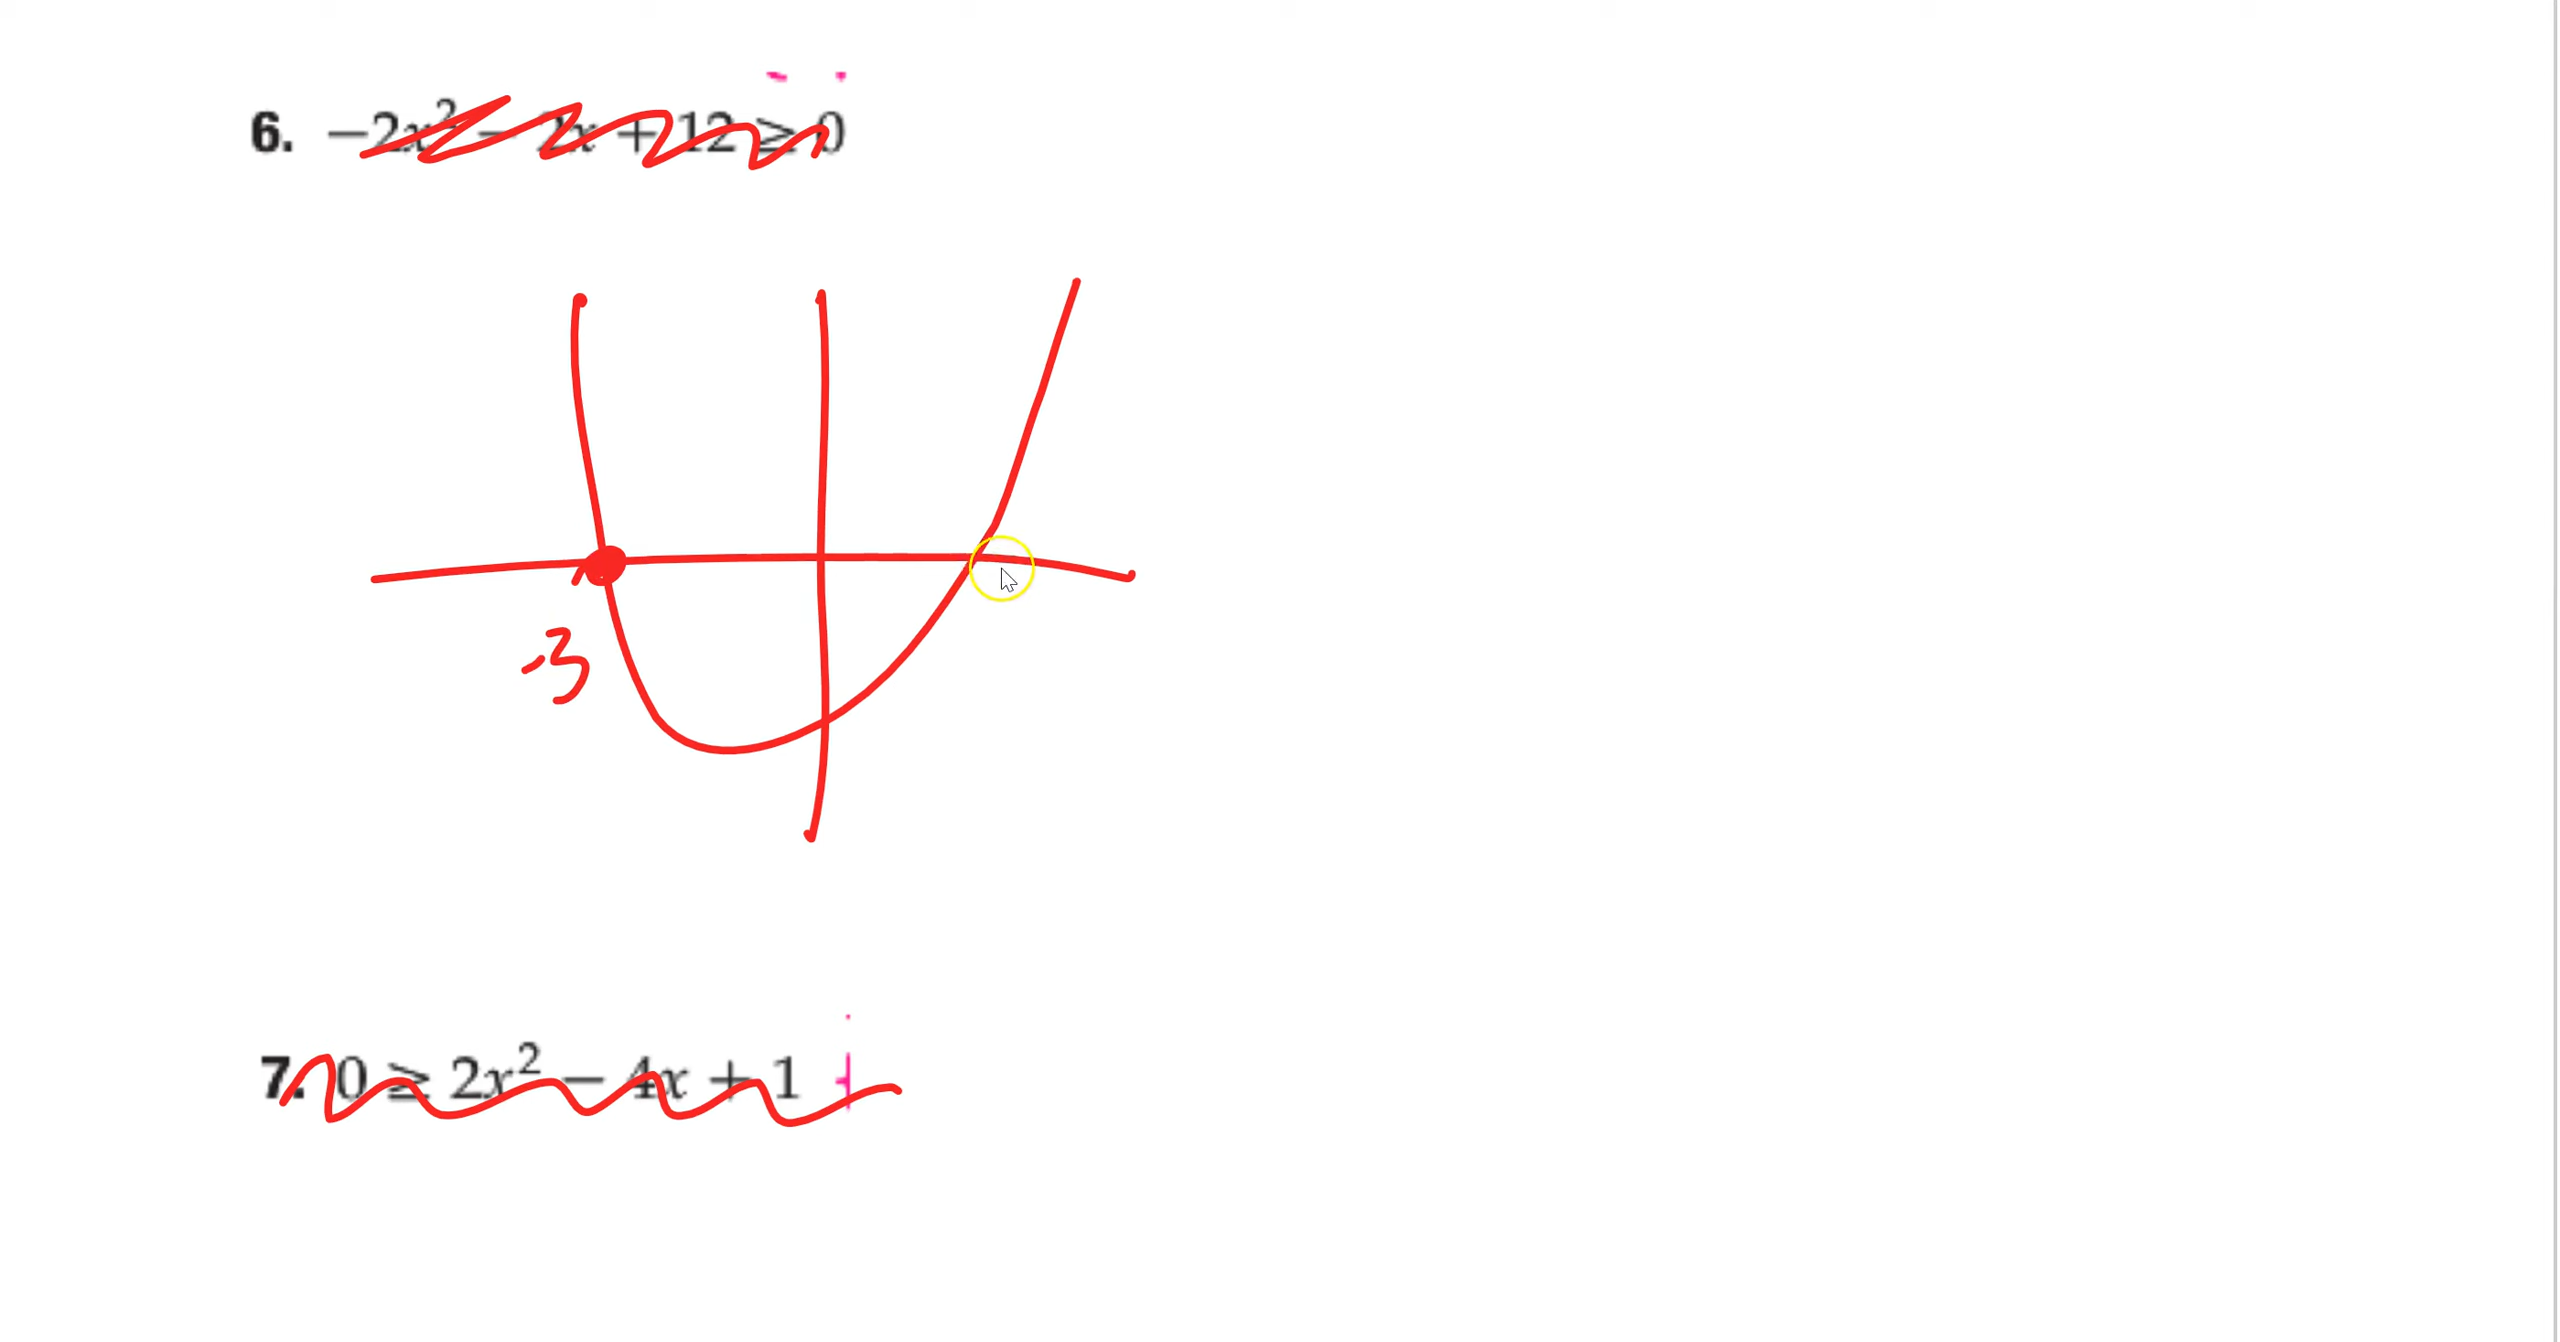 6. −2x² − 2x + 12 ≥ 0
-3
7. 0 ≥ 2x² − 4x + 1